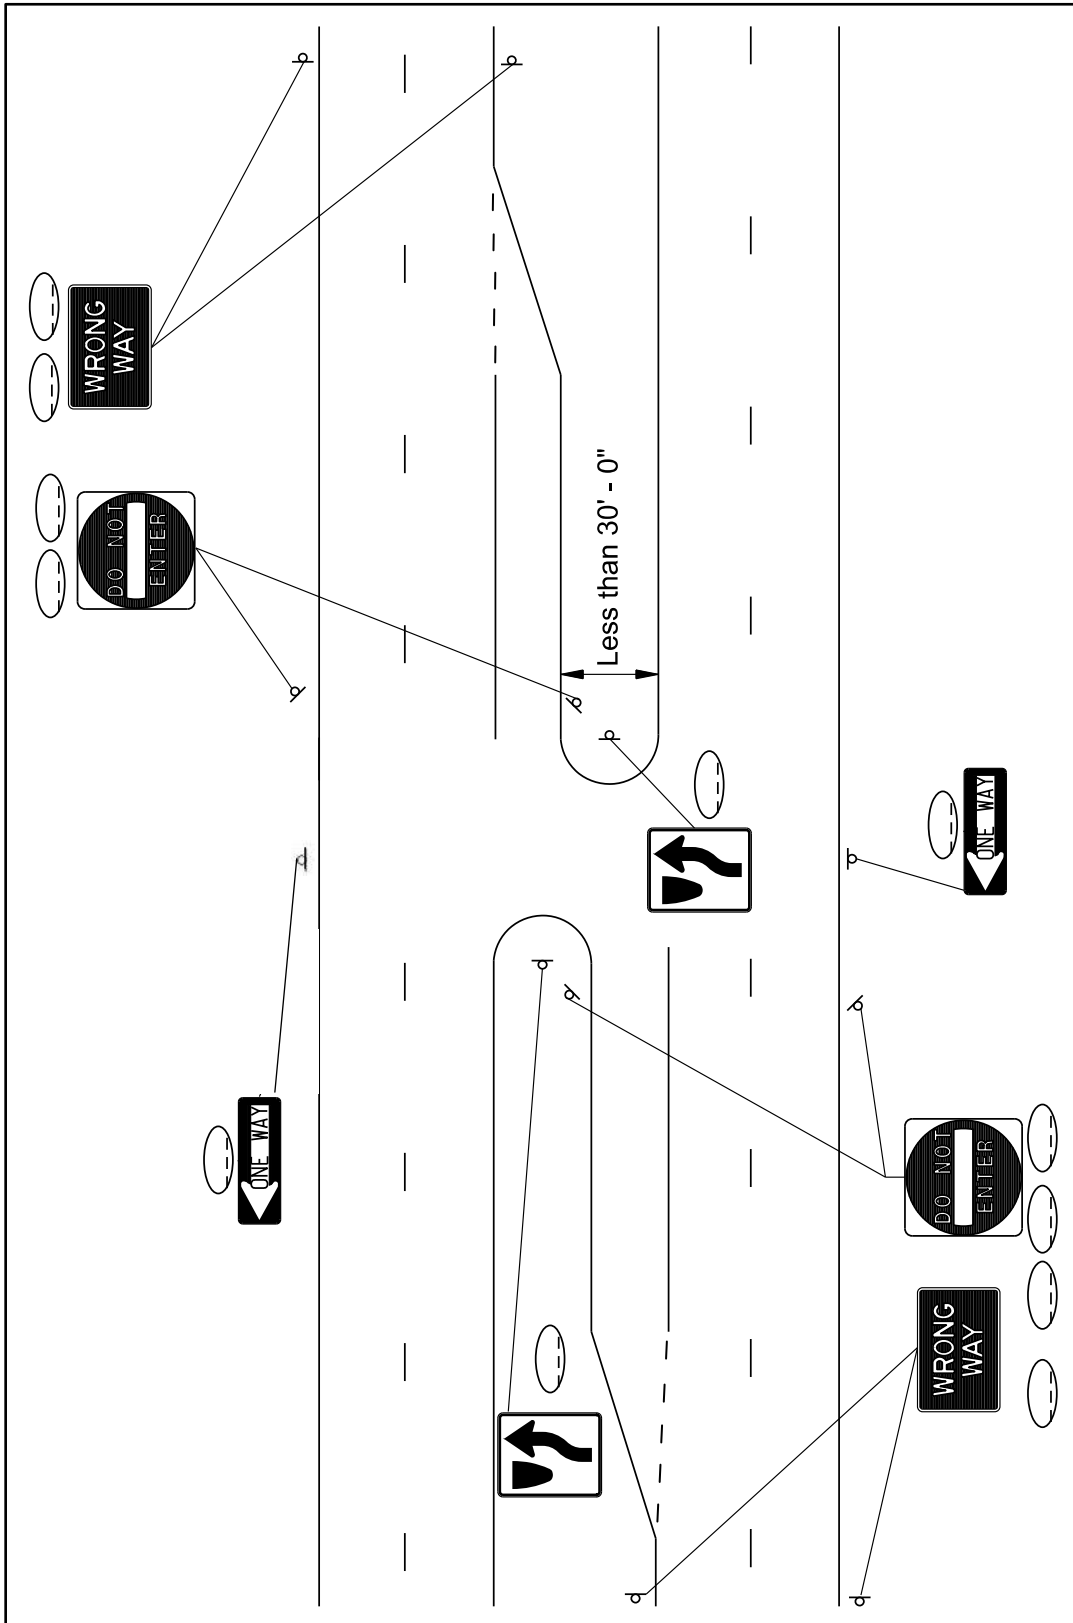 WRONG
WAY
DO NOT
ENTER
Less than 30' - 0"
ONE WAY
ONE WAY
DO NOT
ENTER
WRONG
WAY